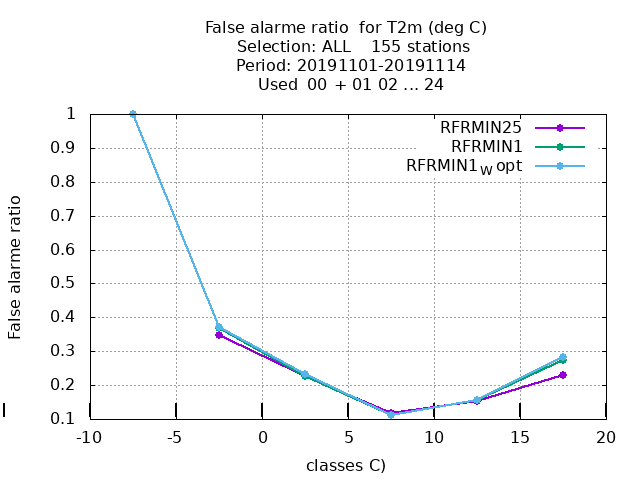 False alarme ratio  for T2m (deg C)
Selection: ALL    155 stations
Period: 20191101-20191114
Used  00  + 01 02 ... 24
RFRMIN25
RFRMIN1
RFRMIN1W opt
False alarme ratio
1
0.9
0.8
0.7
0.6
0.5
0.4
0.3
0.2
0.1
-10 -5 0 5 10 15 20
classes C)